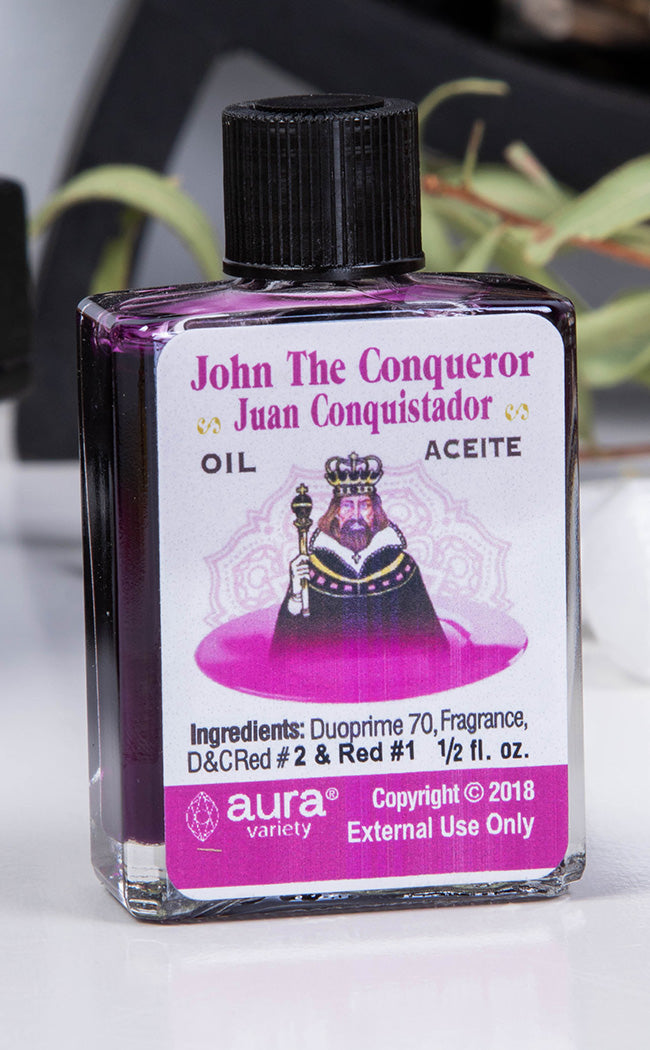 John The Conqueror
Juan Conquistador
OIL
ACEITE
Ingredients: Duoprime 70, Fragrance,
D&CRed # 2 & Red #1 1/2 fl. oz.
aura®
variety
Copyright © 2018
External Use Only